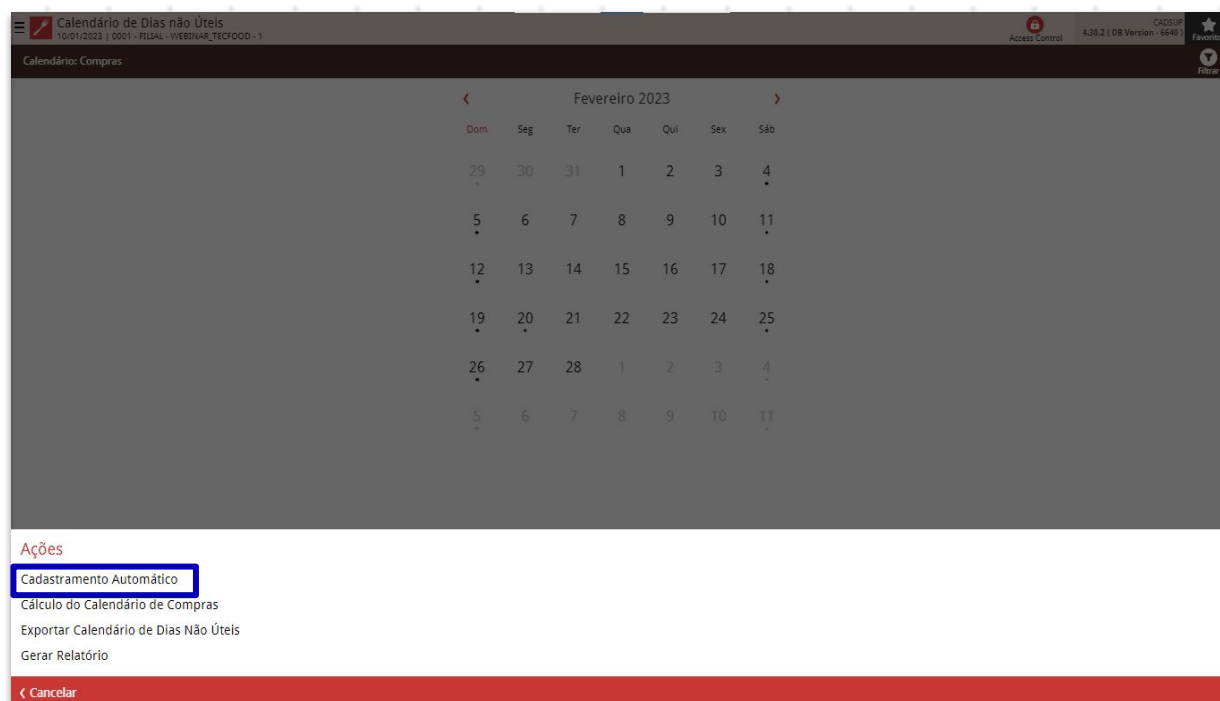 Calendário de Dias não Úteis
10/01/2023 | 0001 - FILIAL - WEBINAR_TECFOOD - 1
Access Control
CADSUP
4.30.2 ( DB Version - 6640 )
Favorito
Calendário: Compras
Filtrar
‹ Fevereiro 2023 ›
Dom Seg Ter Qua Qui Sex Sáb
29 30 31 1 2 3 4
5 6 7 8 9 10 11
12 13 14 15 16 17 18
19 20 21 22 23 24 25
26 27 28 1 2 3 4
5 6 7 8 9 10 11
Ações
Cadastramento Automático
Cálculo do Calendário de Compras
Exportar Calendário de Dias Não Úteis
Gerar Relatório
‹ Cancelar